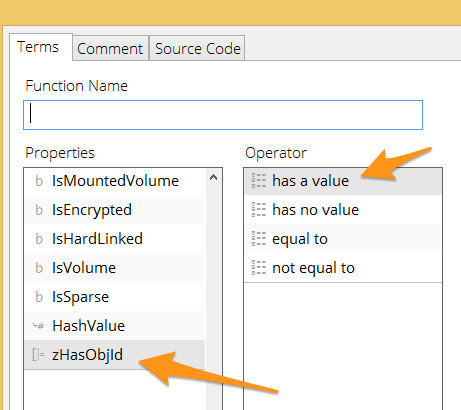 Terms Comment Source Code
Function Name
Properties
b IsMountedVolume
b IsEncrypted
b IsHardLinked
b IsVolume
b IsSparse
HashValue
zHasObjId
Operator
has a value
has no value
equal to
not equal to